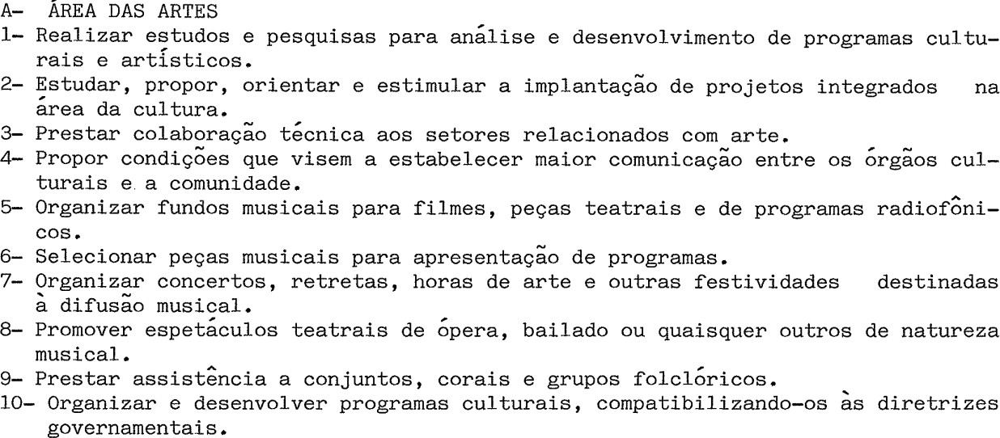 A- ÁREA DAS ARTES
1- Realizar estudos e pesquisas para análise e desenvolvimento de programas cultu-
rais e artísticos.
2- Estudar, propor, orientar e estimular a implantação de projetos integrados na
área da cultura.
3- Prestar colaboração técnica aos setores relacionados com arte.
4- Propor condições que visem a estabelecer maior comunicação entre os órgãos cul-
turais e a comunidade.
5- Organizar fundos musicais para filmes, peças teatrais e de programas radiofôni-
cos.
6- Selecionar peças musicais para apresentação de programas.
7- Organizar concertos, retretas, horas de arte e outras festividades destinadas
à difusão musical.
8- Promover espetáculos teatrais de ópera, bailado ou quaisquer outros de natureza
musical.
9- Prestar assistência a conjuntos, corais e grupos folclóricos.
10- Organizar e desenvolver programas culturais, compatibilizando-os às diretrizes
governamentais.